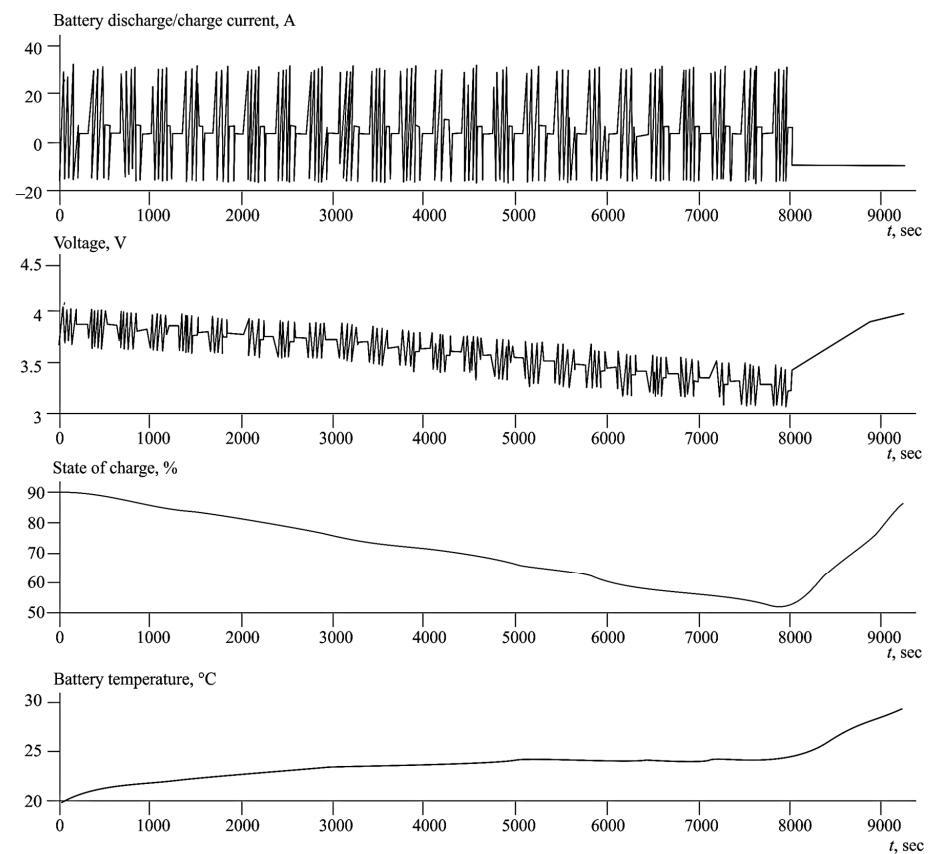 Battery discharge/charge current, A
40
20
0
–20
0 1000 2000 3000 4000 5000 6000 7000 8000 9000
t, sec
Voltage, V
4.5
4
3.5
3
0 1000 2000 3000 4000 5000 6000 7000 8000 9000
t, sec
State of charge, %
90
80
70
60
50
0 1000 2000 3000 4000 5000 6000 7000 8000 9000
t, sec
Battery temperature, °C
30
25
20
0 1000 2000 3000 4000 5000 6000 7000 8000 9000
t, sec